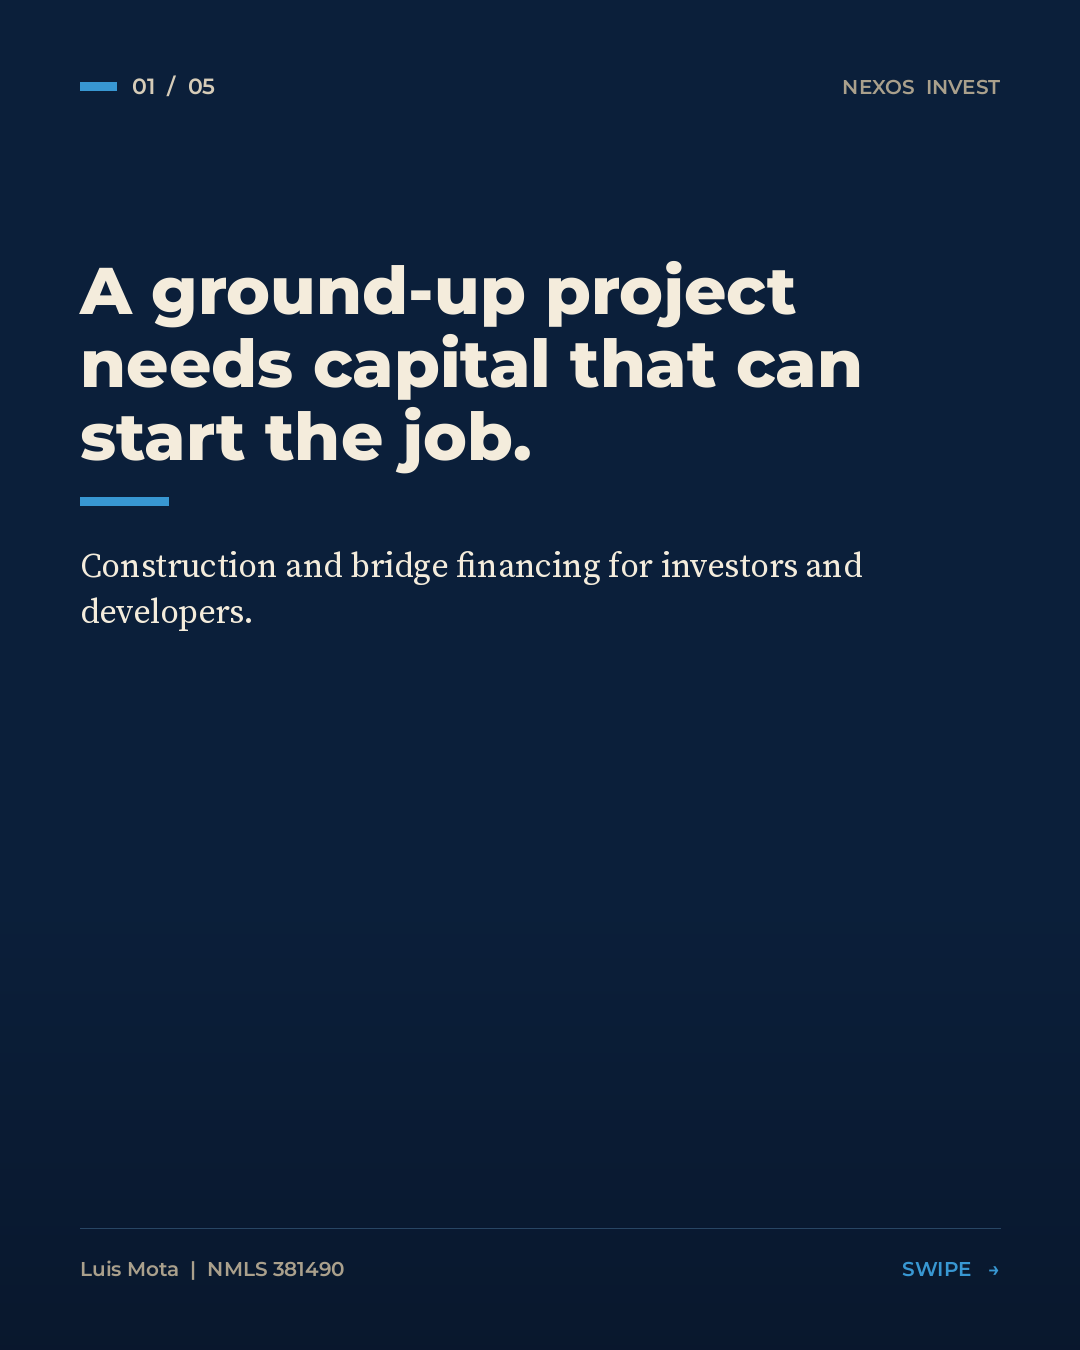 01 / 05
NEXOS INVEST
A ground-up project
needs capital that can
start the job.
Construction and bridge financing for investors and
developers.
Luis Mota | NMLS 381490
SWIPE →